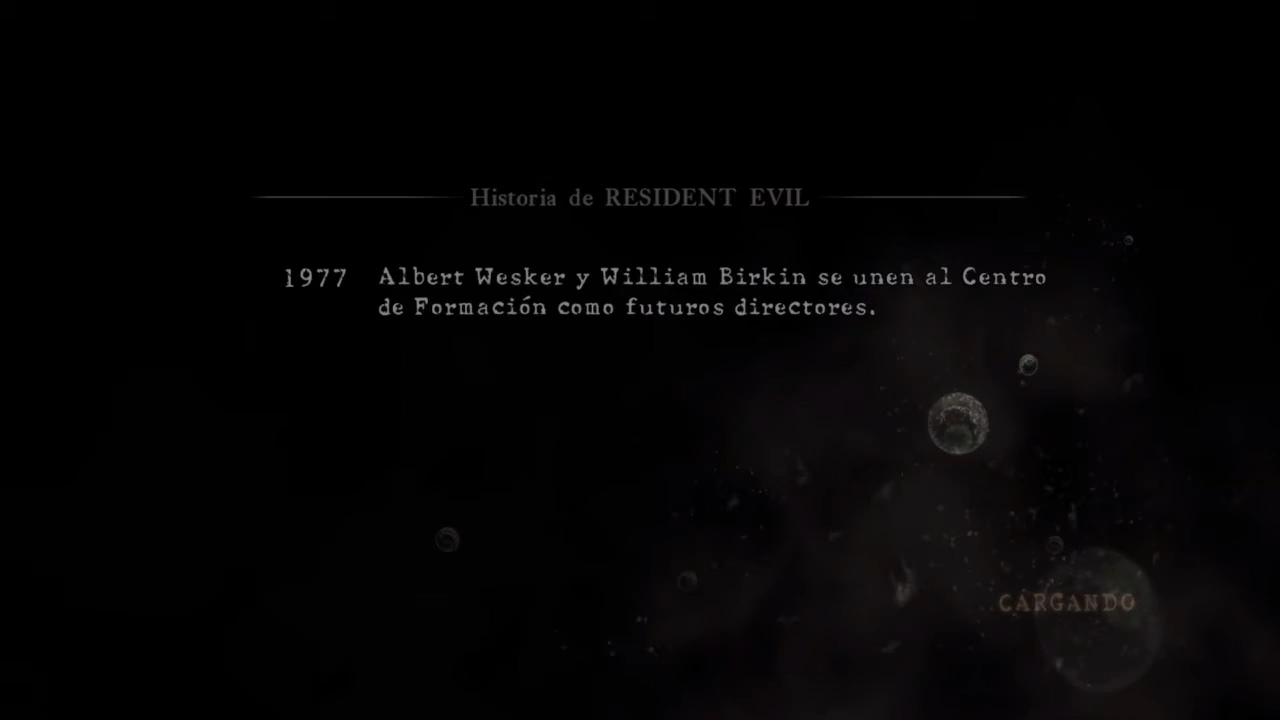 Historia de RESIDENT EVIL
1977 Albert Wesker y William Birkin se unen al Centro
de Formación como futuros directores.
CARGANDO